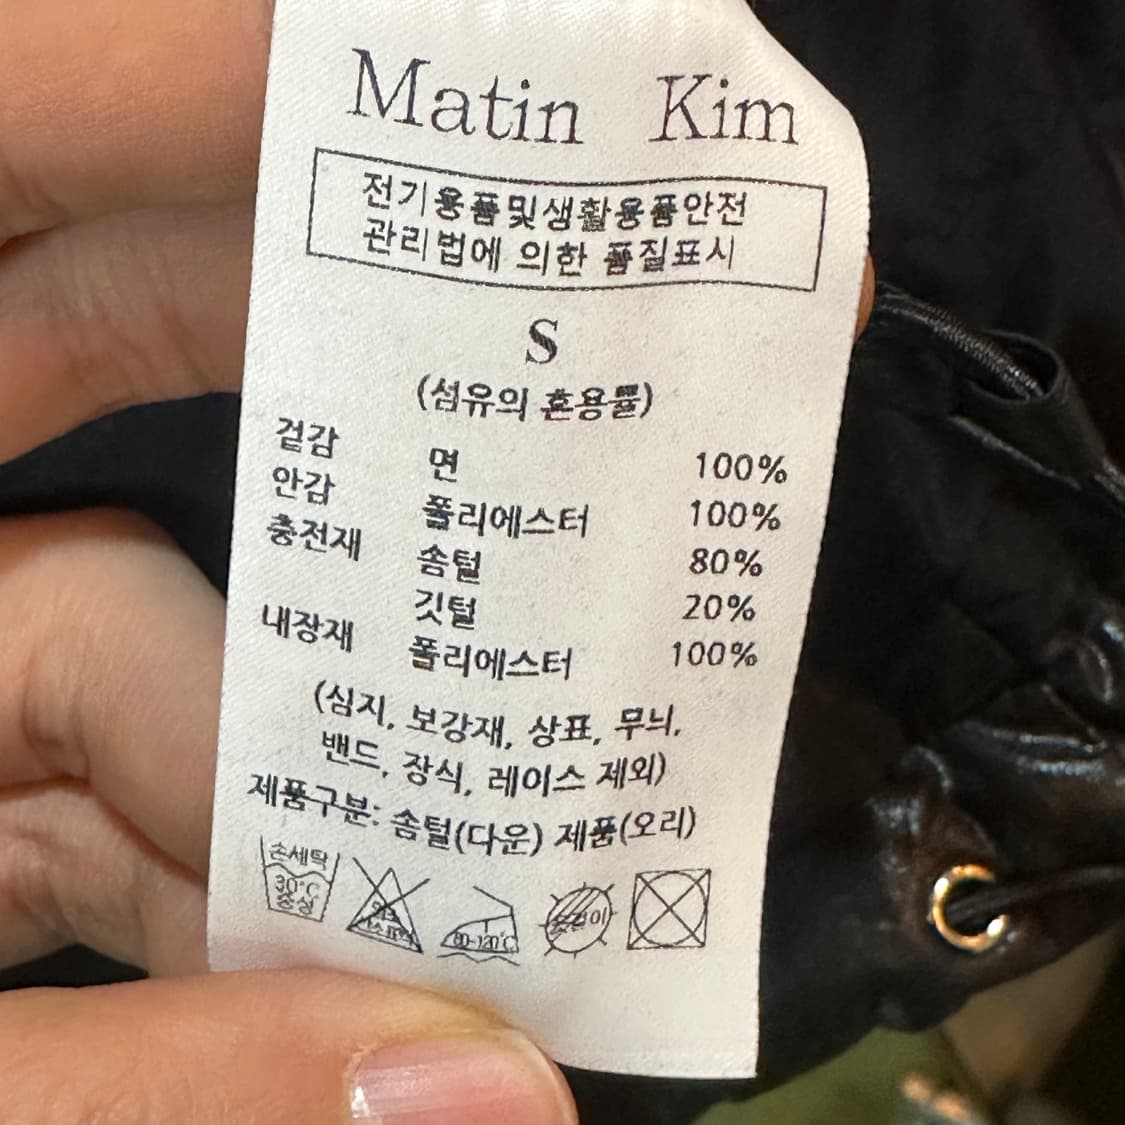 Matin Kim
전기용품및생활용품안전
관리법에 의한 품질표시
S
(섬유의 혼용률)
겉감 면 100%
안감 폴리에스터 100%
충전재 솜털 80%
깃털 20%
내장재 폴리에스터 100%
(심지, 보강재, 상표, 무늬,
밴드, 장식, 레이스 제외)
제품구분: 솜털(다운) 제품(오리)
손세탁
30°C
중성
80-120°C
옷걸이